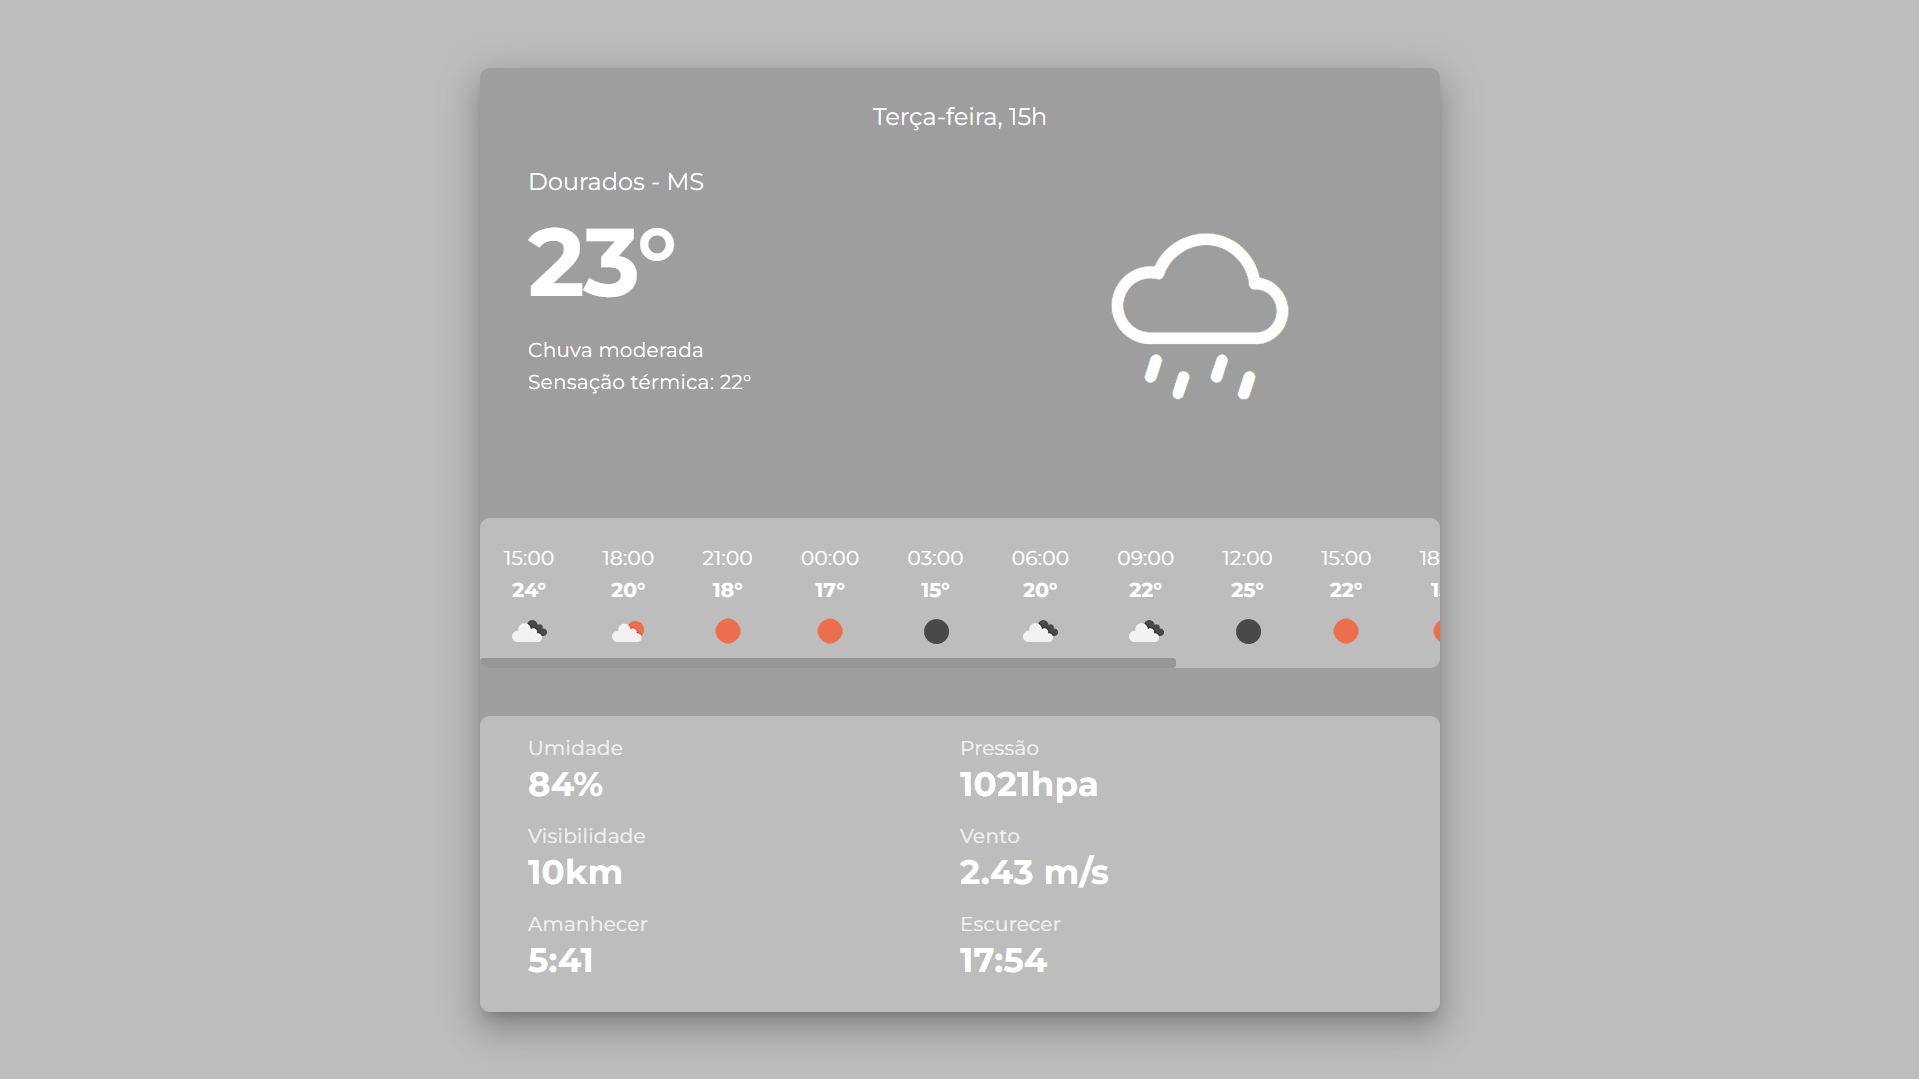 Terça-feira, 15h
Dourados - MS
23°
Chuva moderada
Sensação térmica: 22°
15:00 18:00 21:00 00:00 03:00 06:00 09:00 12:00 15:00 18
24° 20° 18° 17° 15° 20° 22° 25° 22°
Umidade Pressão
84% 1021hpa
Visibilidade Vento
10km 2.43 m/s
Amanhecer Escurecer
5:41 17:54